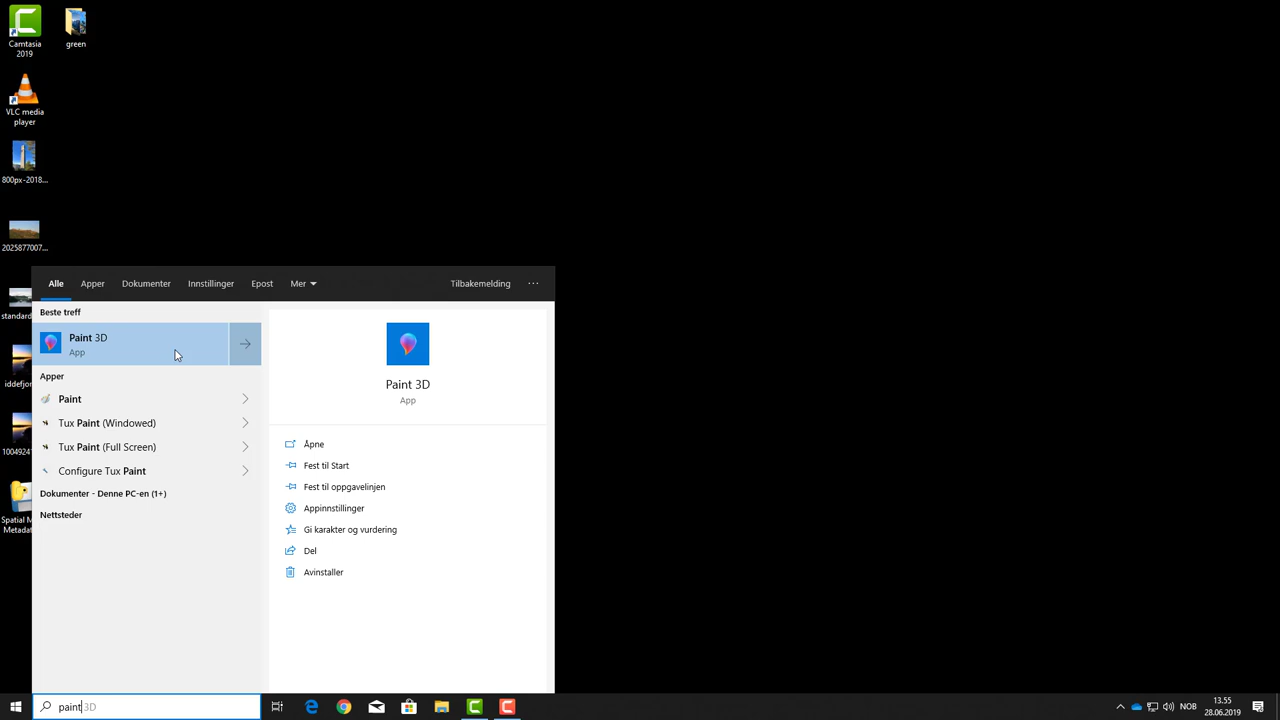 Camtasia
2019
green
VLC media
player
800px-2018...
2025877007...
standard
iddefjor
1004924
Spatial M
Metadat
Alle Apper Dokumenter Innstillinger Epost Mer Tilbakemelding ...
Beste treff
Paint 3D
App
Apper
Paint
Tux Paint (Windowed)
Tux Paint (Full Screen)
Configure Tux Paint
Dokumenter - Denne PC-en (1+)
Nettsteder
Paint 3D
App
Åpne
Fest til Start
Fest til oppgavelinjen
Appinnstillinger
Gi karakter og vurdering
Del
Avinstaller
paint 3D
NOB
13.55
28.06.2019